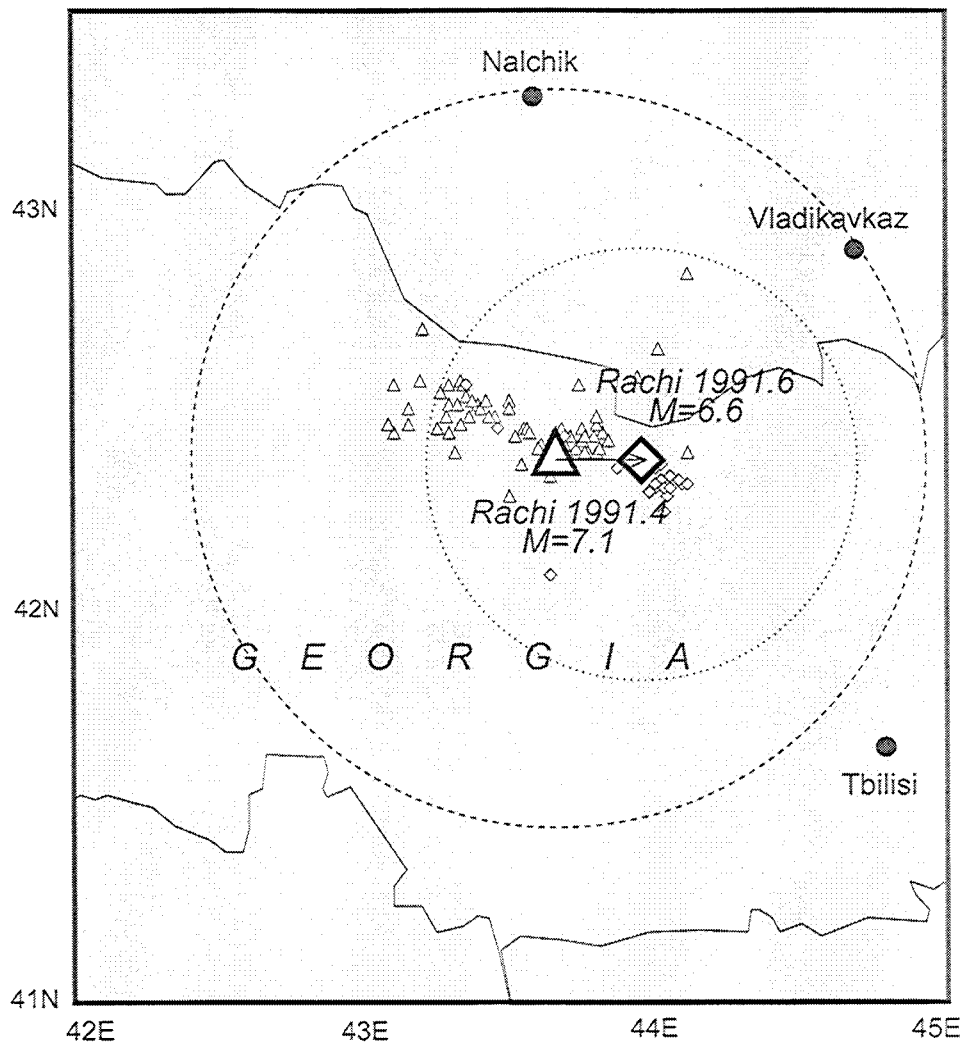 Nalchik
43N
Vladikavkaz
Rachi 1991.6
M=6.6
Rachi 1991.4
M=7.1
42N
G E O R G I A
Tbilisi
41N
42E
43E
44E
45E